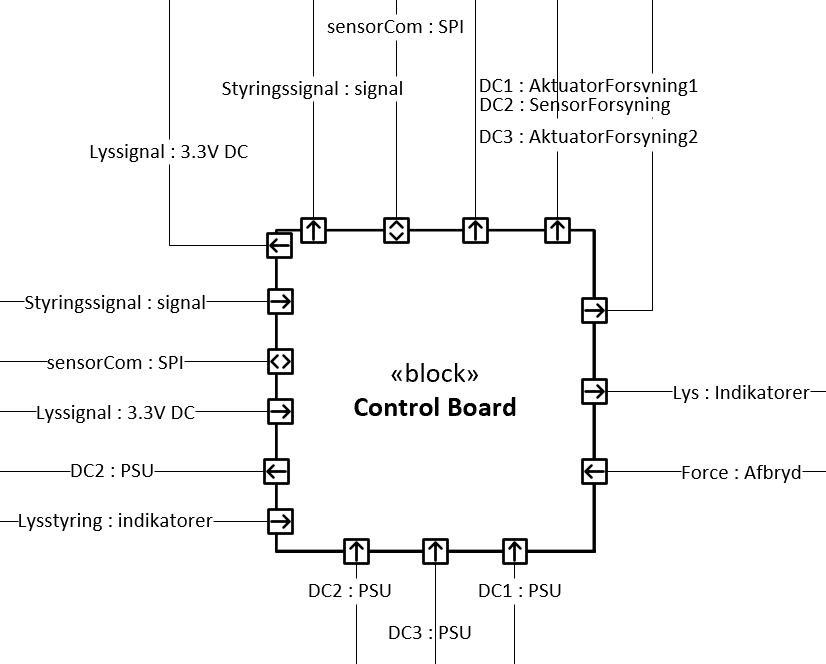 sensorCom : SPI
Styringssignal : signal
DC1 : AktuatorForsyning1
DC2 : SensorForsyning
DC3 : AktuatorForsyning2
Lyssignal : 3.3V DC
Styringssignal : signal
sensorCom : SPI
Lyssignal : 3.3V DC
DC2 : PSU
Lysstyring : indikatorer
«block»
Control Board
Lys : Indikatorer
Force : Afbryd
DC2 : PSU
DC1 : PSU
DC3 : PSU